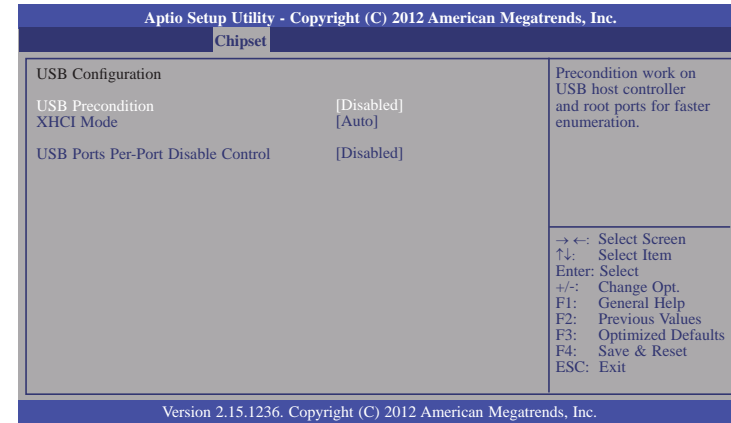 Aptio Setup Utility - Copyright (C) 2012 American Megatrends, Inc.
Chipset
USB Configuration
USB Precondition [Disabled]
XHCI Mode [Auto]
USB Ports Per-Port Disable Control [Disabled]
Precondition work on
USB host controller
and root ports for faster
enumeration.
→ ←: Select Screen
↑↓: Select Item
Enter: Select
+/-: Change Opt.
F1: General Help
F2: Previous Values
F3: Optimized Defaults
F4: Save & Reset
ESC: Exit
Version 2.15.1236. Copyright (C) 2012 American Megatrends, Inc.